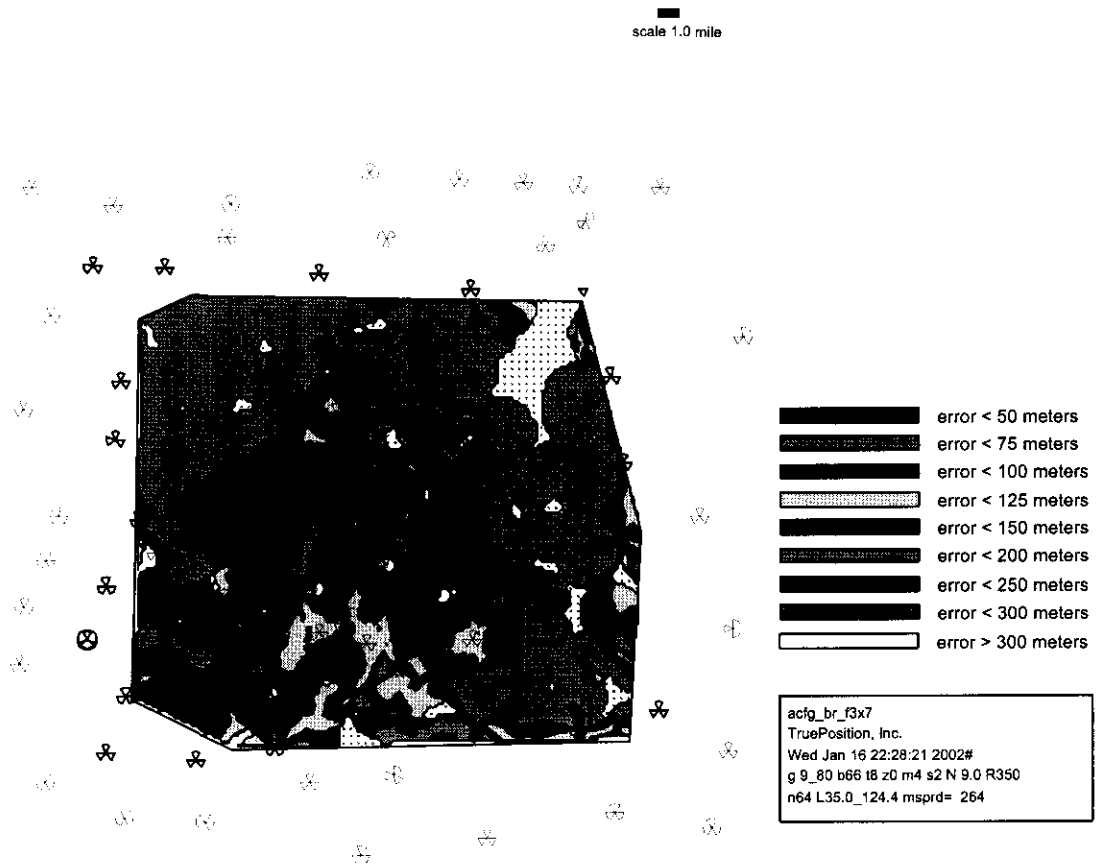 scale 1.0 mile
error < 50 meters
error < 75 meters
error < 100 meters
error < 125 meters
error < 150 meters
error < 200 meters
error < 250 meters
error < 300 meters
error > 300 meters
acfg_br_f3x7
TruePosition, Inc.
Wed Jan 16 22:28:21 2002#
g 9_80 b66 t8 z0 m4 s2 N 9.0 R350
n64 L35.0_124.4 msprd= 264